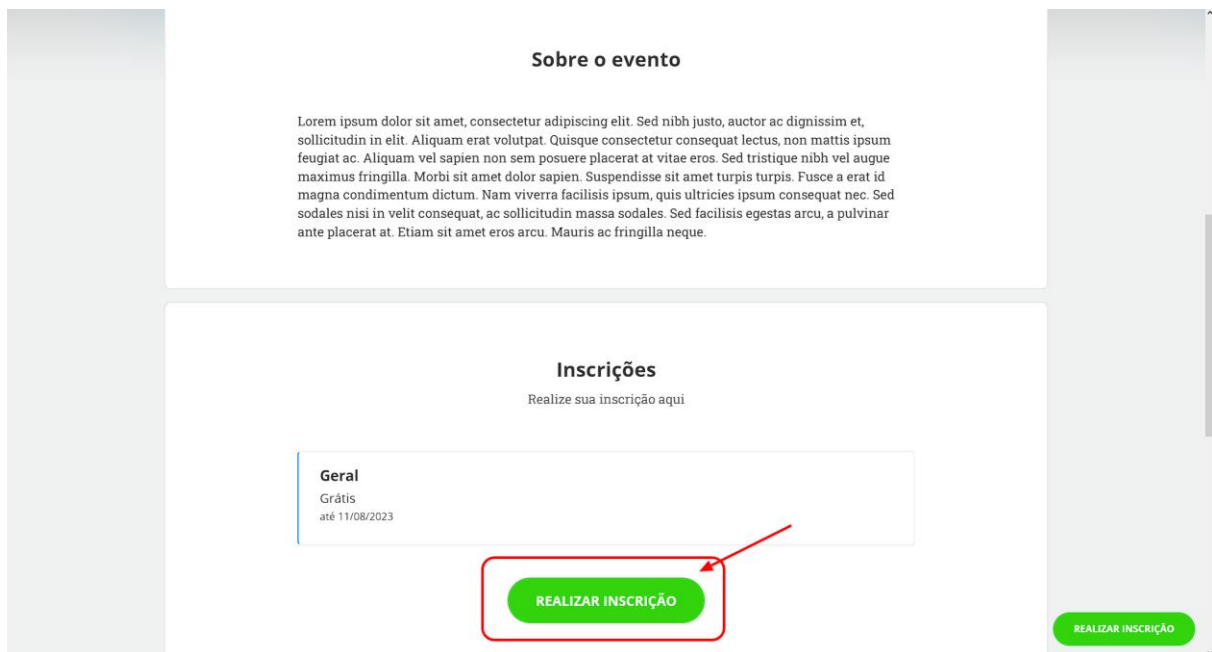 Sobre o evento
Lorem ipsum dolor sit amet, consectetur adipiscing elit. Sed nibh justo, auctor ac dignissim et,
sollicitudin in elit. Aliquam erat volutpat. Quisque consectetur consequat lectus, non mattis ipsum
feugiat ac. Aliquam vel sapien non sem posuere placerat at vitae eros. Sed tristique nibh vel augue
maximus fringilla. Morbi sit amet dolor sapien. Suspendisse sit amet turpis turpis. Fusce a erat id
magna condimentum dictum. Nam viverra facilisis ipsum, quis ultricies ipsum consequat nec. Sed
sodales nisi in velit consequat, ac sollicitudin massa sodales. Sed facilisis egestas arcu, a pulvinar
ante placerat at. Etiam sit amet eros arcu. Mauris ac fringilla neque.
Inscrições
Realize sua inscrição aqui
Geral
Grátis
até 11/08/2023
REALIZAR INSCRIÇÃO
REALIZAR INSCRIÇÃO